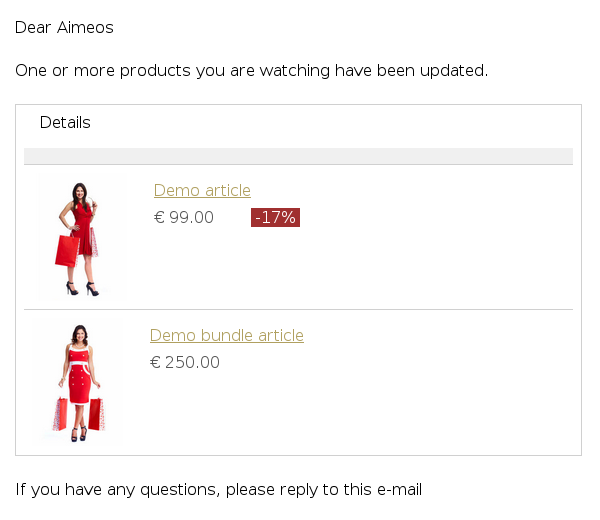 Dear Aimeos
One or more products you are watching have been updated.
Details
Demo article
€ 99.00 -17%
Demo bundle article
€ 250.00
If you have any questions, please reply to this e-mail